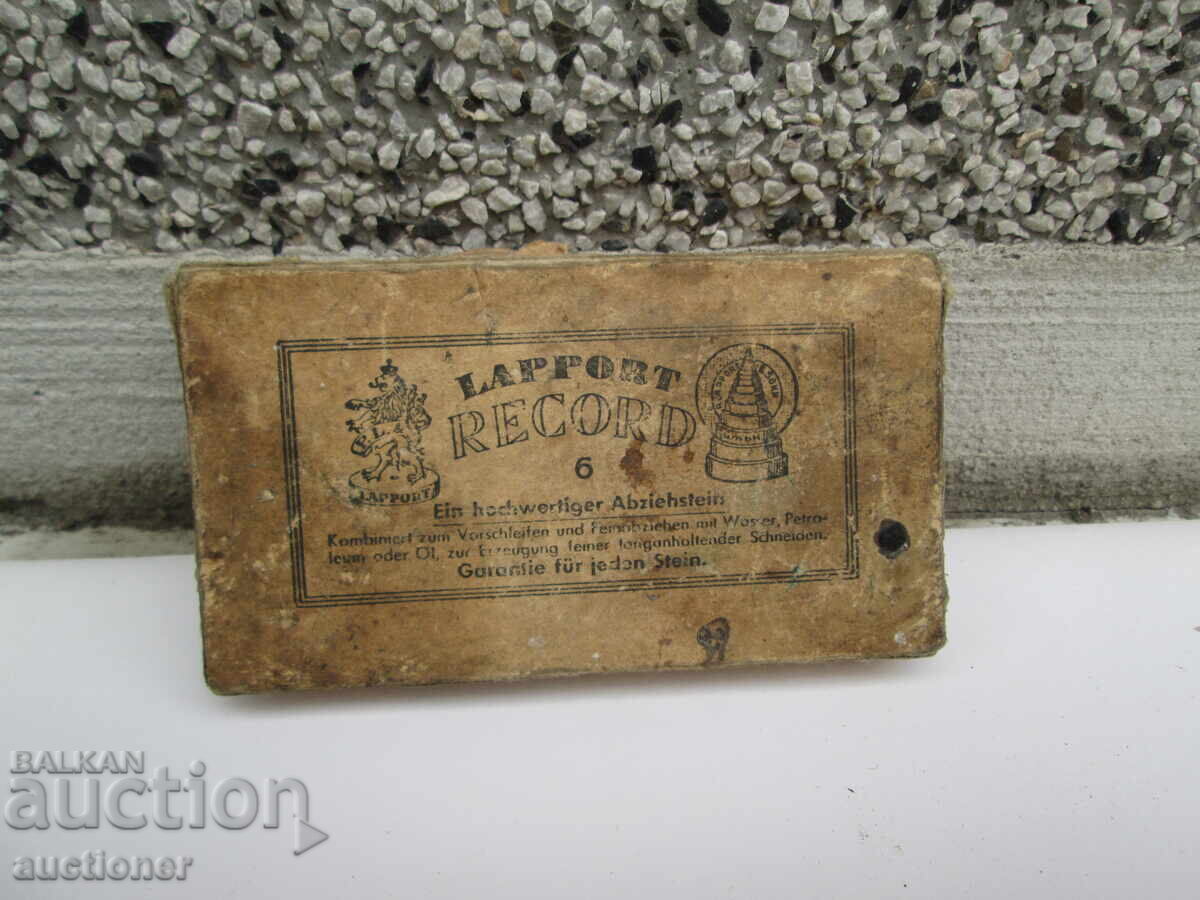 LAPPORT
RECORD
6
LAPPORT
GmbH
Ein hochwertiger Abziehstein
Kombiniert zum Vorschleifen und Feinabziehen mit Wasser, Petro-
leum oder Öl, zur Erzeugung feiner langanhaltender Schneiden.
Garantie für jeden Stein.
BALKAN
auction
auctioner